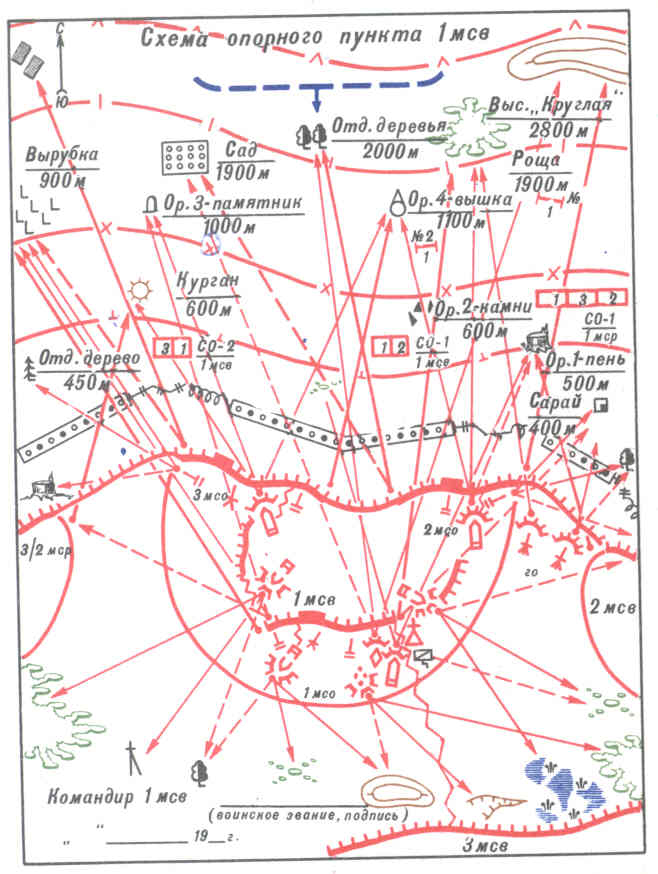 Схема опорного пункта 1 мсв
С
Ю
Выс. „Круглая"
2800 м
Отд. деревья
2000 м
Сад
1900 м
Вырубка
900 м
Роща
1900 м
№
1
Ор. 3-памятник
1000 м
Ор. 4-вышка
1100 м
№2
1
Курган
600 м
Ор. 2-камни
600 м
1 3 2
СО-1
1 мср
3 1
СО-2
1 мсв
1 2
СО-1
1 мсв
Отд. дерево
450 м
Ор. 1-пень
500 м
Сарай
400 м
3 мсо
2 мсо
3/2 мср
го
1 мсв
2 мсв
1 мсо
Командир 1 мсв
(воинское звание, подпись)
„ “ 19 г.
3 мсв